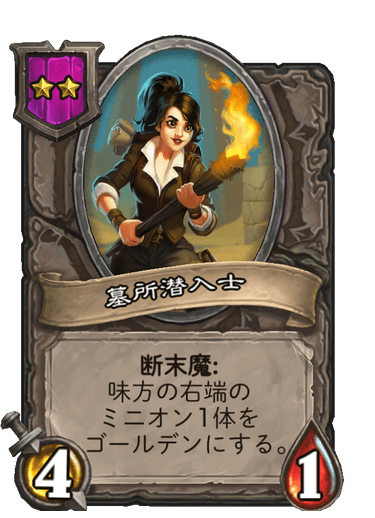 墓所潜入士
断末魔:
味方の右端の
ミニオン1体を
ゴールデンにする。
4
1